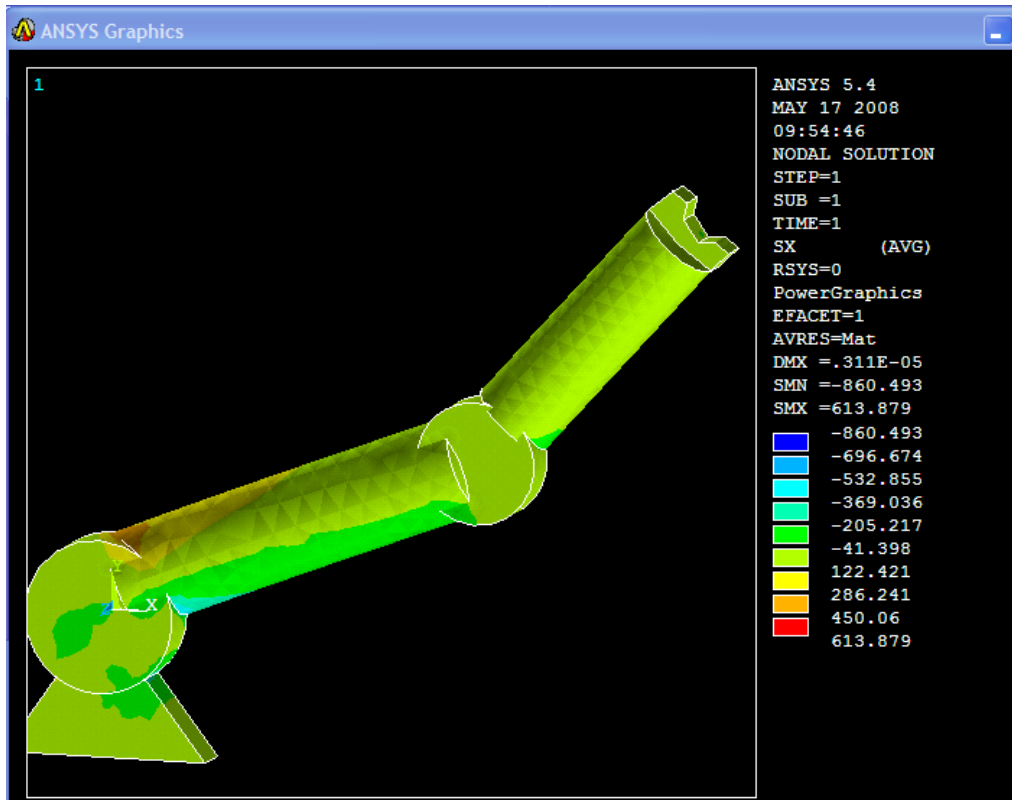 ANSYS Graphics
1
ANSYS 5.4
MAY 17 2008
09:54:46
NODAL SOLUTION
STEP=1
SUB =1
TIME=1
SX (AVG)
RSYS=0
PowerGraphics
EFACET=1
AVRES=Mat
DMX =.311E-05
SMN =-860.493
SMX =613.879
-860.493
-696.674
-532.855
-369.036
-205.217
-41.398
122.421
286.241
450.06
613.879
Y
Z X